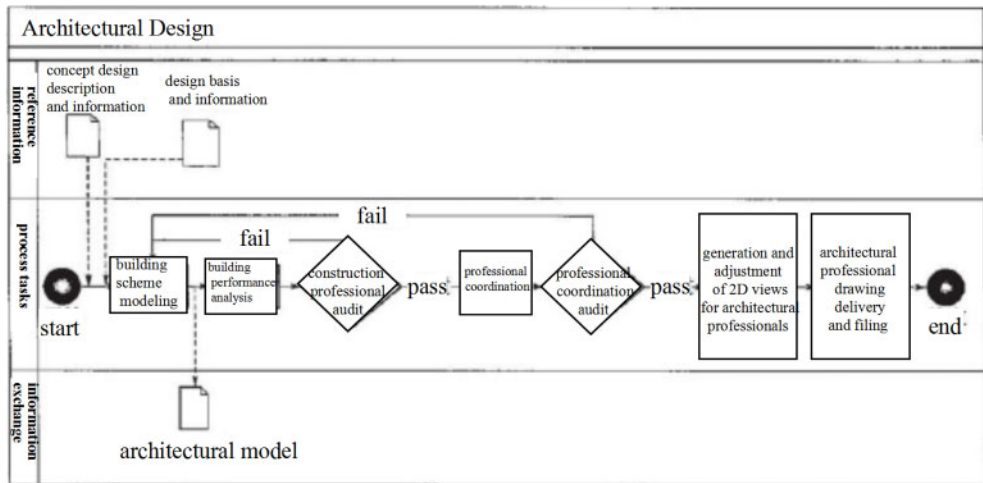 Architectural Design
reference
information
concept design
description
and information
design basis
and information
process tasks
fail
fail
start
building
scheme
modeling
building
performance
analysis
construction
professional
audit
pass
professional
coordination
professional
coordination
audit
pass
generation and
adjustment
of 2D views
for architectural
professionals
architectural
professional
drawing
delivery
and filing
end
information
exchange
architectural model